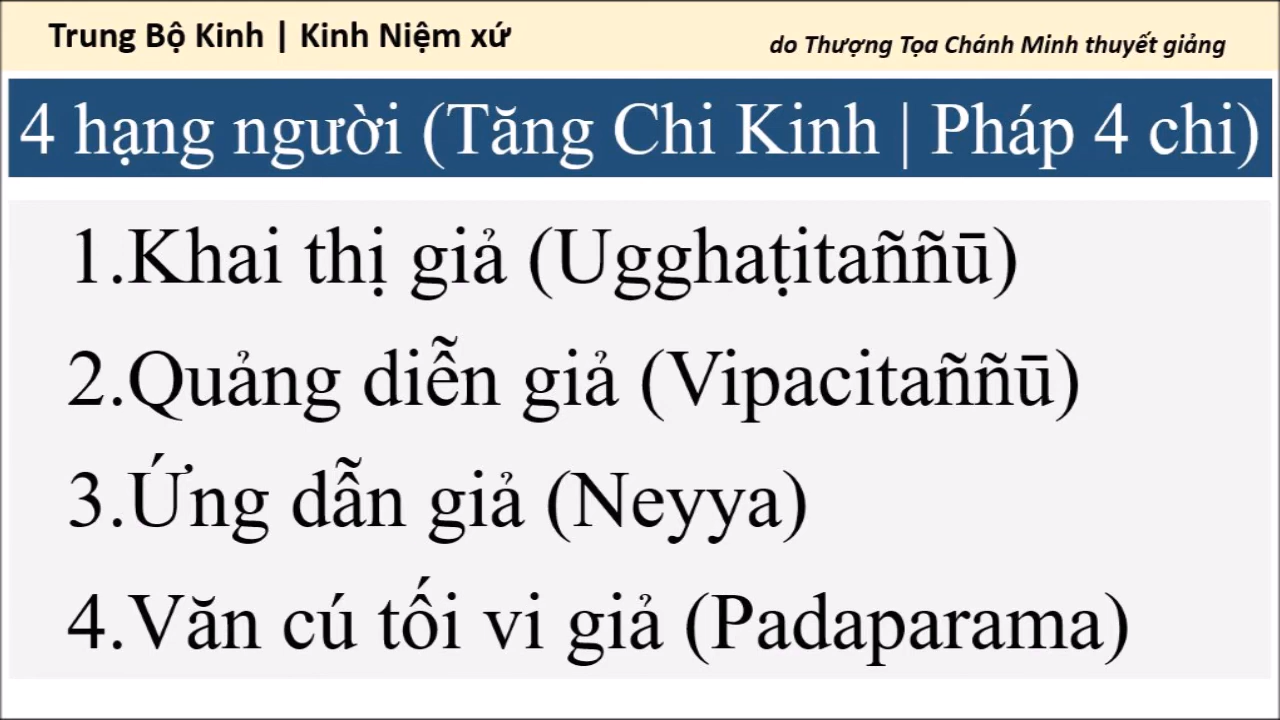 Trung Bộ Kinh | Kinh Niệm xứ
do Thượng Tọa Chánh Minh thuyết giảng
4 hạng người (Tăng Chi Kinh | Pháp 4 chi)
1.Khai thị giả (Ugghaṭitaññū)
2.Quảng diễn giả (Vipacitaññū)
3.Ứng dẫn giả (Neyya)
4.Văn cú tối vi giả (Padaparama)